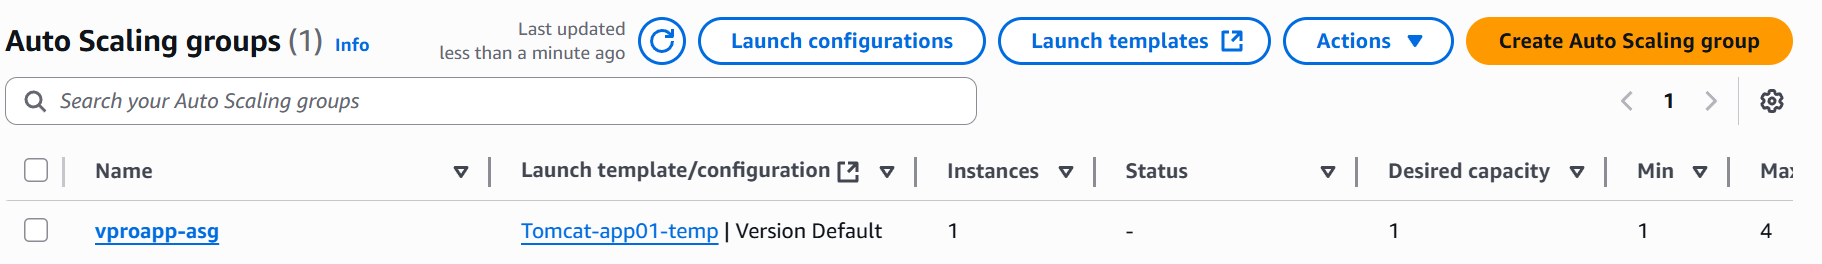 Auto Scaling groups (1) Info
Last updated
less than a minute ago
Launch configurations
Launch templates
Actions
Create Auto Scaling group
Search your Auto Scaling groups
1
Name Launch template/configuration Instances Status Desired capacity Min
vproapp-asg Tomcat-app01-temp | Version Default 1 - 1 1 4